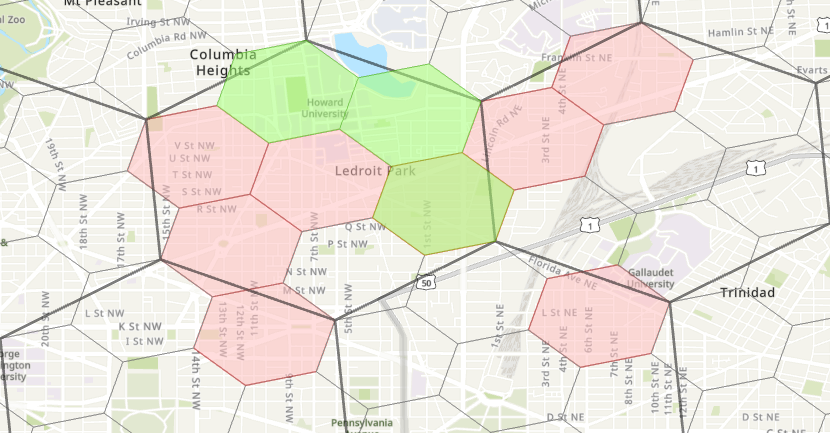 Mt Pleasant
Irving St NW
Columbia Rd NW
Columbia
Heights
Franklin St NE
Hamlin St NE
1
Evarts
4th St NE
Howard
University
Lincoln Rd NE
3rd St NE
V St NW
U St NW
T St NW
S St NW
R St NW
19th St NW
18th St NW
17th St NW
15th St NW
Ledroit Park
1
1st St NW
Q St NW
P St NW
7th St NW
1
N St NW
M St NW
50
Florida Ave NE
Gallaudet
University
Trinidad
L St NW
K St NW
I St NW
20th St NW
14th St NW
13th St NW
12th St NW
11th St NW
9th St NW
5th St NW
1st St NE
L St NE
3rd St NE
4th St NE
6th St NE
7th St NE
8th St NE
10th St NE
11th St NE
12th St NE
D St NE
D St NE
Pennsylvania